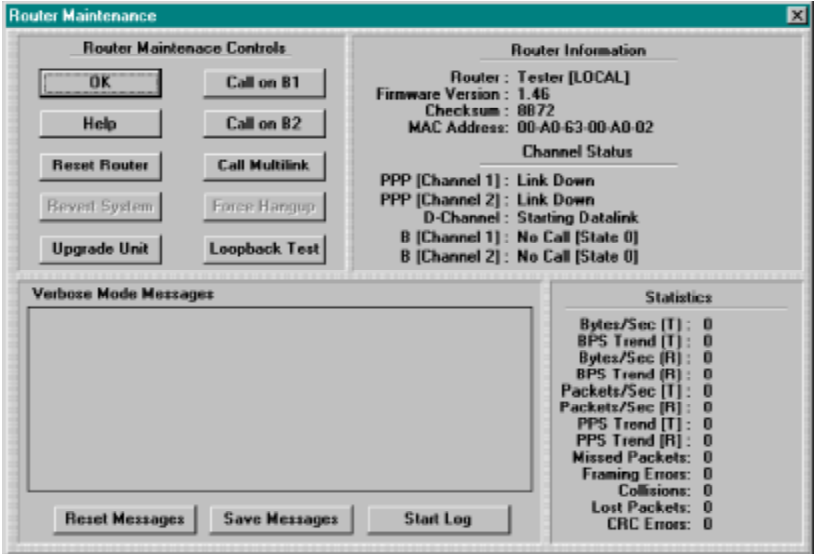 Router Maintenance
Router Maintenace Controls
OK
Call on B1
Help
Call on B2
Reset Router
Call Multilink
Revert System
Force Hangup
Upgrade Unit
Loopback Test
Router Information
Router : Tester [LOCAL]
Firmware Version : 1.46
Checksum : 8872
MAC Address: 00-A0-63-00-A0-02
Channel Status
PPP [Channel 1] : Link Down
PPP [Channel 2] : Link Down
D-Channel : Starting Datalink
B [Channel 1] : No Call [State 0]
B [Channel 2] : No Call [State 0]
Verbose Mode Messages
Reset Messages
Save Messages
Start Log
Statistics
Bytes/Sec [T] : 0
BPS Trend [T] : 0
Bytes/Sec [R] : 0
BPS Trend [R] : 0
Packets/Sec [T] : 0
Packets/Sec [R] : 0
PPS Trend [T] : 0
PPS Trend [R] : 0
Missed Packets: 0
Framing Errors: 0
Collisions: 0
Lost Packets: 0
CRC Errors: 0